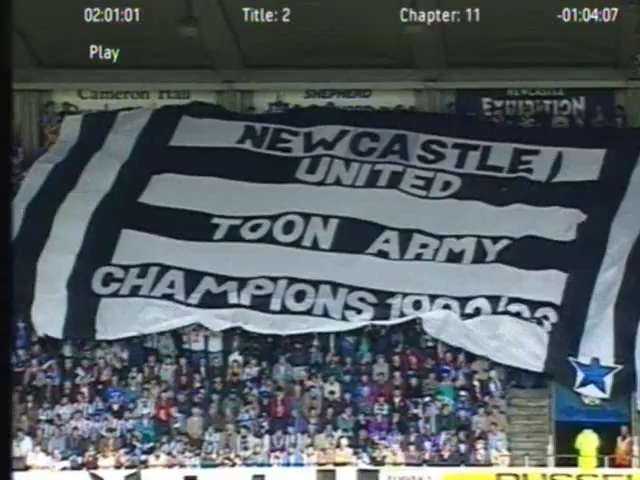 02:01:01 Title: 2 Chapter: 11 -01:04:07
Play
Cameron Hall SHEPHERD NEWCASTLE
EXHIBITION
NEWCASTLE
UNITED
TOON ARMY
CHAMPIONS 1992/93